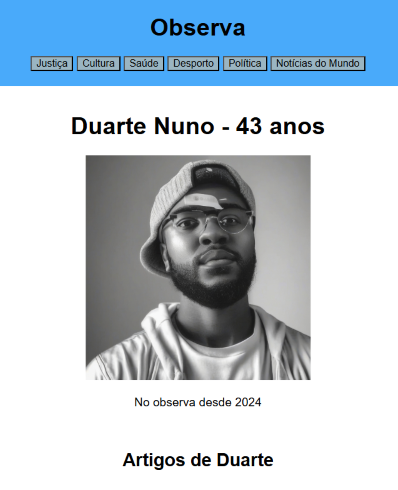 Observa
Justiça Cultura Saúde Desporto Política Notícias do Mundo
Duarte Nuno - 43 anos
No observa desde 2024
Artigos de Duarte